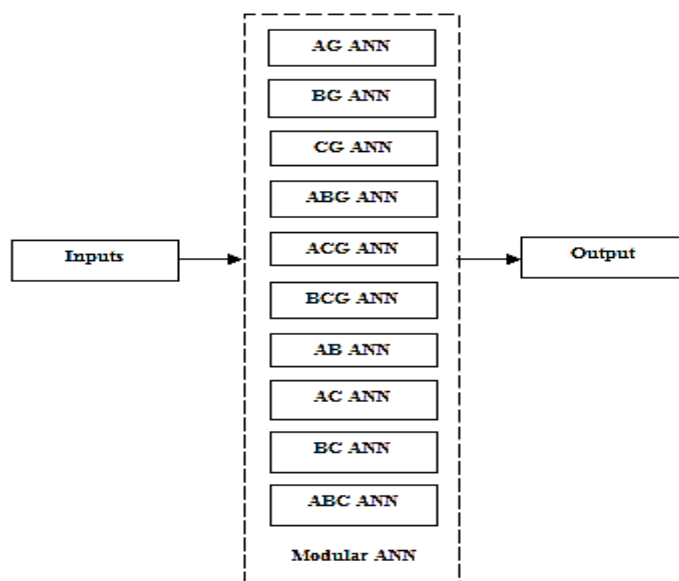 AG ANN
BG ANN
CG ANN
ABG ANN
Inputs
ACG ANN
Output
BCG ANN
AB ANN
AC ANN
BC ANN
ABC ANN
Modular ANN